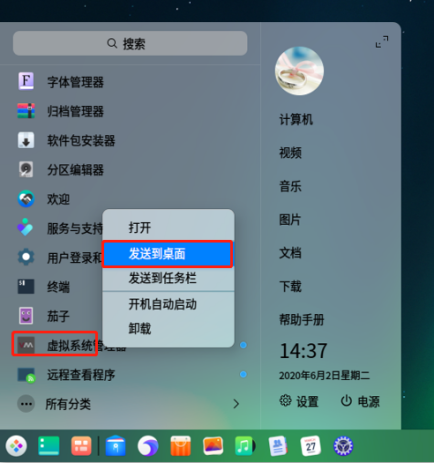 搜索
字体管理器
归档管理器
软件包安装器
分区编辑器
欢迎
服务与支持
用户登录和
终端
茄子
虚拟系统管理器
远程查看程序
所有分类
打开
发送到桌面
发送到任务栏
开机自动启动
卸载
计算机
视频
音乐
图片
文档
下载
帮助手册
14:37
2020年6月2日星期二
设置
电源
27